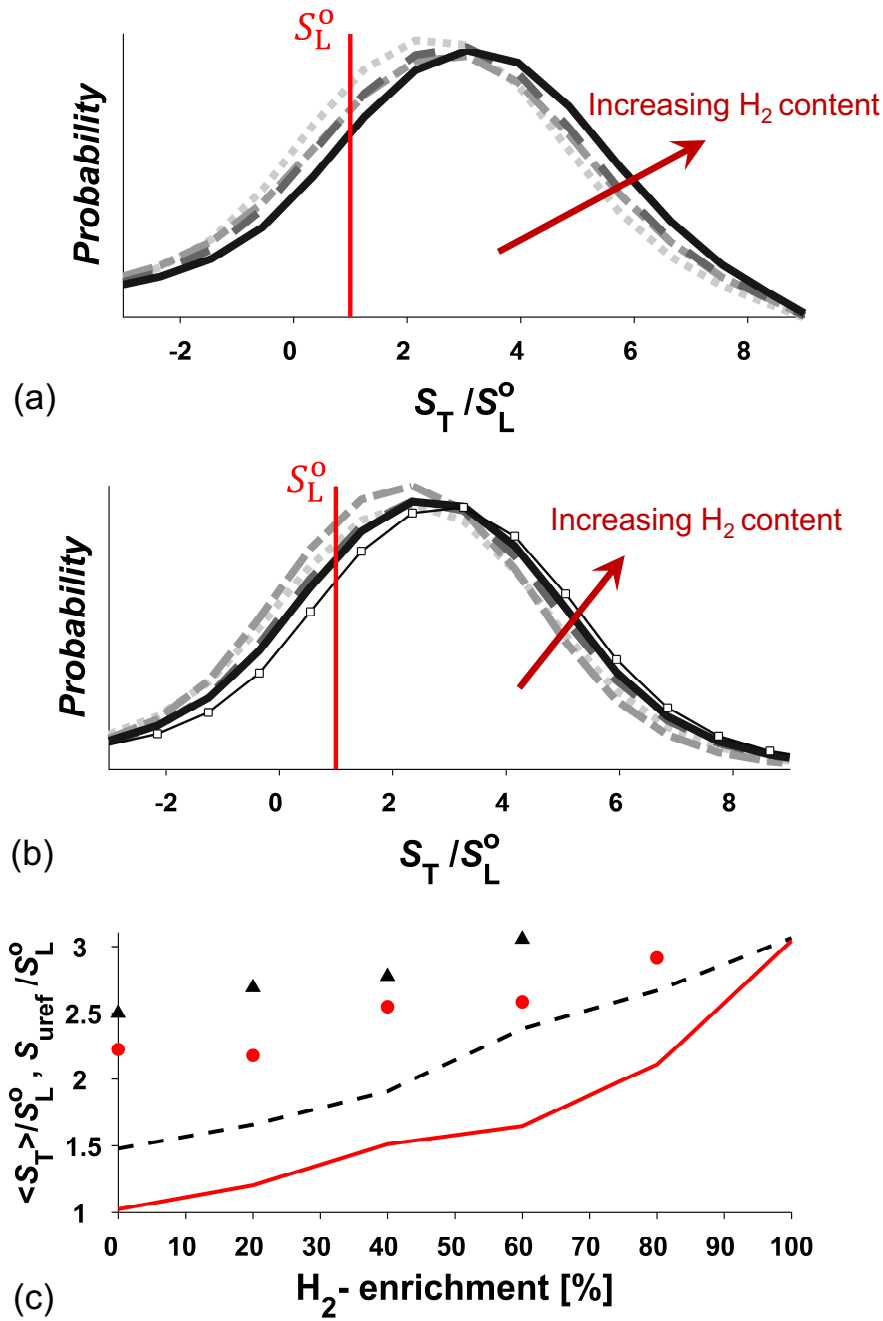 S_L^o
Probability
Increasing H₂ content
-2 0 2 4 6 8
(a)
S_T /S_L^o
S_L^o
Probability
Increasing H₂ content
-2 0 2 4 6 8
(b)
S_T /S_L^o
<S_T>/S_L^o , S_uref /S_L^o
3
2.5
2
1.5
1
0 10 20 30 40 50 60 70 80 90 100
(c)
H₂- enrichment [%]